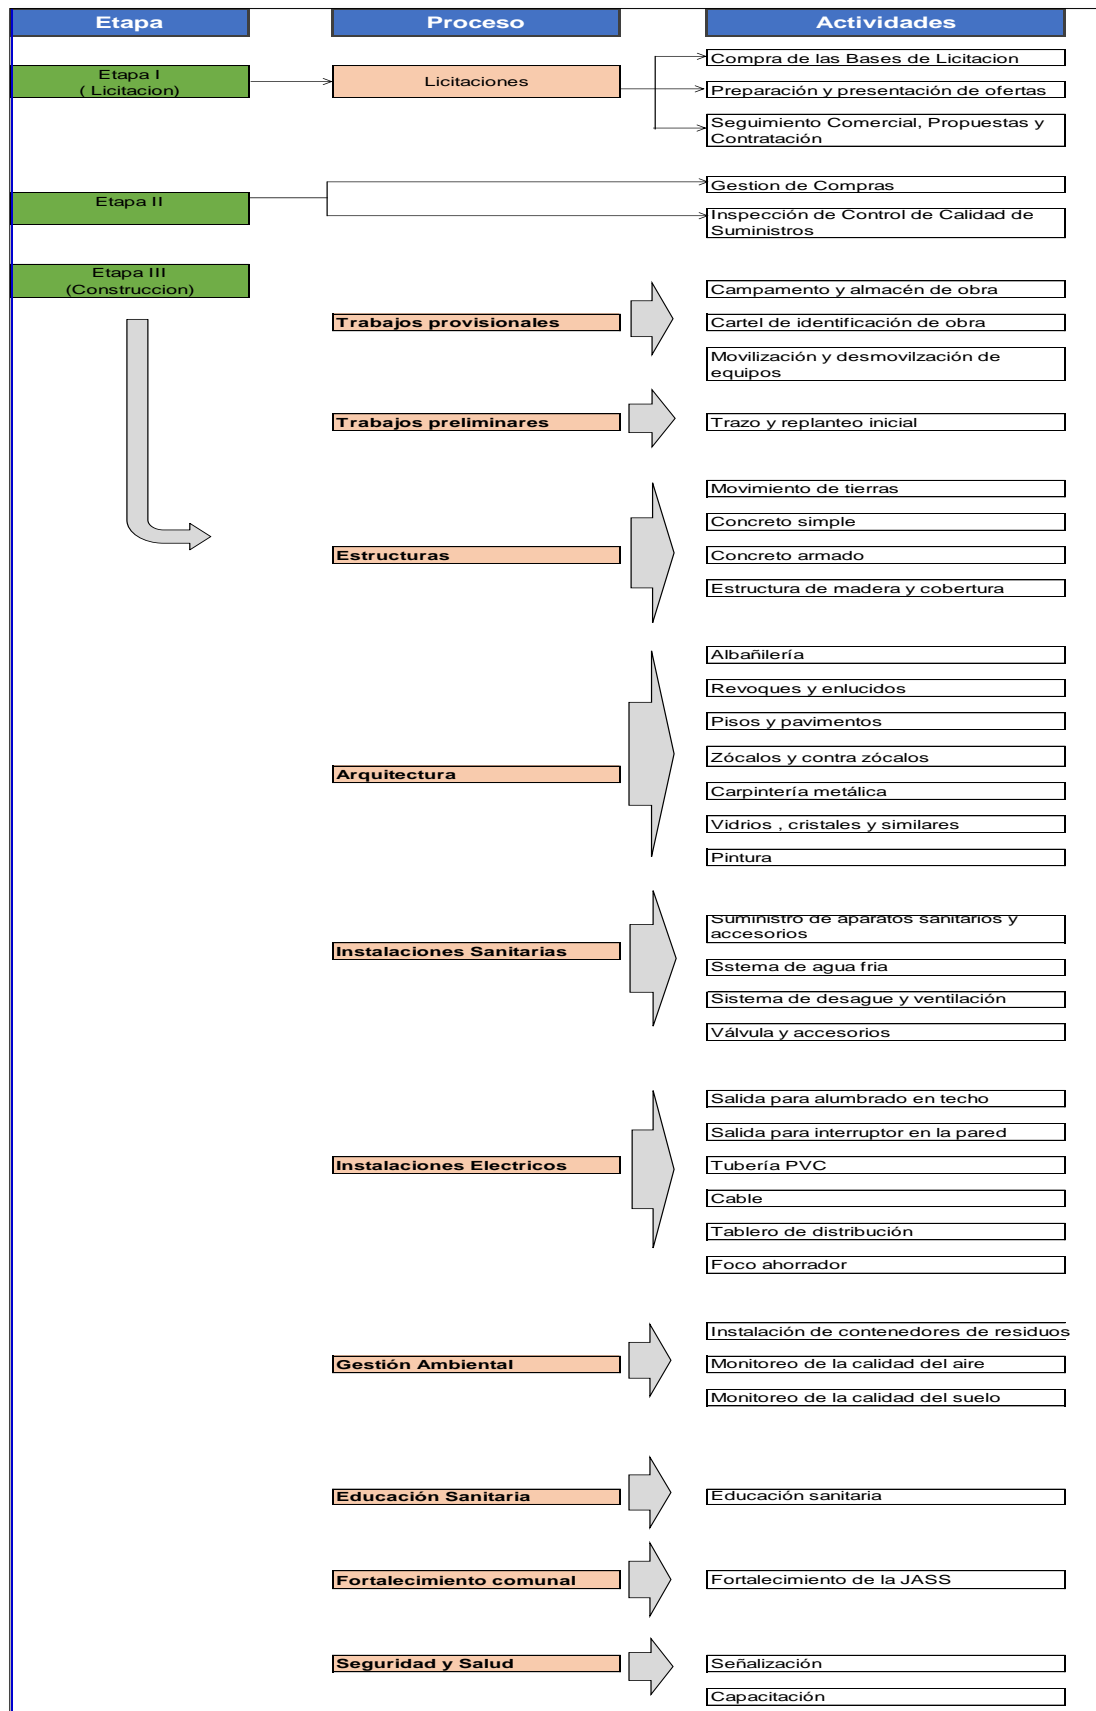 Etapa
Proceso
Actividades
Etapa I
( Licitacion)
Licitaciones
Compra de las Bases de Licitacion
Preparación y presentación de ofertas
Seguimiento Comercial, Propuestas y
Contratación
Etapa II
Gestion de Compras
Inspección de Control de Calidad de
Suministros
Etapa III
(Construccion)
Trabajos provisionales
Campamento y almacén de obra
Cartel de identificación de obra
Movilización y desmovilzación de
equipos
Trabajos preliminares
Trazo y replanteo inicial
Estructuras
Movimiento de tierras
Concreto simple
Concreto armado
Estructura de madera y cobertura
Arquitectura
Albañilería
Revoques y enlucidos
Pisos y pavimentos
Zócalos y contra zócalos
Carpintería metálica
Vidrios , cristales y similares
Pintura
Instalaciones Sanitarias
Suministro de aparatos sanitarios y
accesorios
Sstema de agua fria
Sistema de desague y ventilación
Válvula y accesorios
Instalaciones Electricos
Salida para alumbrado en techo
Salida para interruptor en la pared
Tubería PVC
Cable
Tablero de distribución
Foco ahorrador
Gestión Ambiental
Instalación de contenedores de residuos
Monitoreo de la calidad del aire
Monitoreo de la calidad del suelo
Educación Sanitaria
Educación sanitaria
Fortalecimiento comunal
Fortalecimiento de la JASS
Seguridad y Salud
Señalización
Capacitación